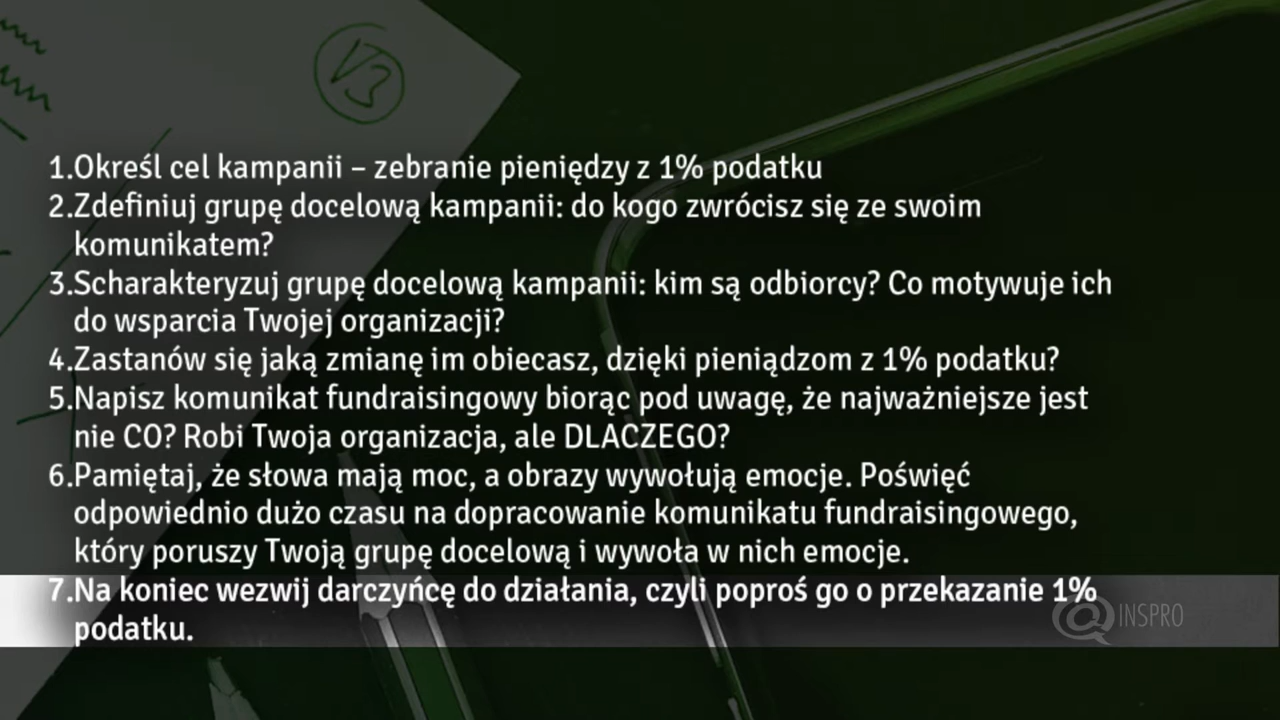 V3
1.Określ cel kampanii – zebranie pieniędzy z 1% podatku
2.Zdefiniuj grupę docelową kampanii: do kogo zwrócisz się ze swoim
komunikatem?
3.Scharakteryzuj grupę docelową kampanii: kim są odbiorcy? Co motywuje ich
do wsparcia Twojej organizacji?
4.Zastanów się jaką zmianę im obiecasz, dzięki pieniądzom z 1% podatku?
5.Napisz komunikat fundraisingowy biorąc pod uwagę, że najważniejsze jest
nie CO? Robi Twoja organizacja, ale DLACZEGO?
6.Pamiętaj, że słowa mają moc, a obrazy wywołują emocje. Poświęć
odpowiednio dużo czasu na dopracowanie komunikatu fundraisingowego,
który poruszy Twoją grupę docelową i wywoła w nich emocje.
7.Na koniec wezwij darczyńcę do działania, czyli poproś go o przekazanie 1%
podatku.
INSPRO